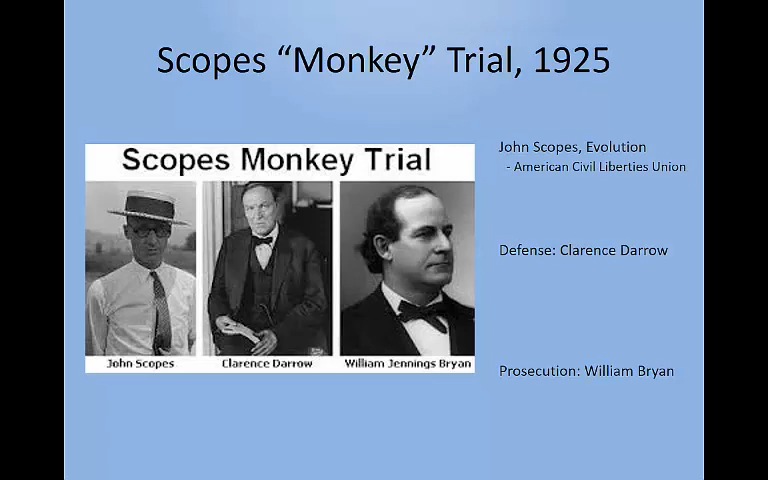 Scopes “Monkey” Trial, 1925
Scopes Monkey Trial
John Scopes
Clarence Darrow
William Jennings Bryan
John Scopes, Evolution
- American Civil Liberties Union
Defense: Clarence Darrow
Prosecution: William Bryan